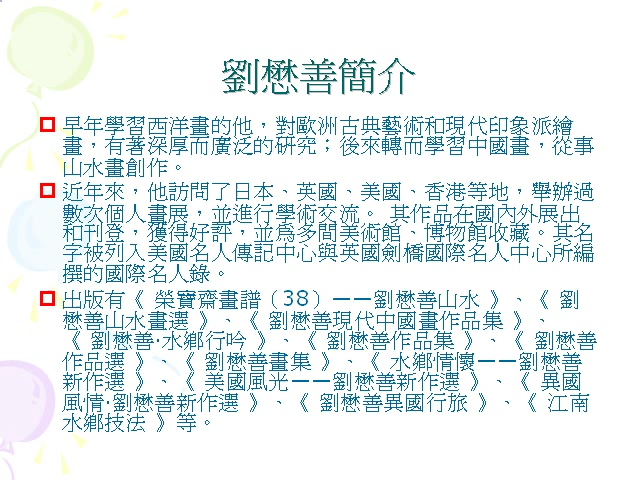 劉懋善簡介
早年學習西洋畫的他，對歐洲古典藝術和現代印象派繪
畫，有著深厚而廣泛的研究；後來轉而學習中國畫，從事
山水畫創作。
近年來，他訪問了日本、英國、美國、香港等地，舉辦過
數次個人畫展，並進行學術交流。 其作品在國內外展出
和刊登，獲得好評，並爲多間美術館、博物館收藏。其名
字被列入美國名人傳記中心與英國劍橋國際名人中心所編
撰的國際名人錄。
出版有《 榮寶齋畫譜（38）——劉懋善山水 》、《 劉
懋善山水畫選 》、《 劉懋善現代中國畫作品集 》、
《 劉懋善·水鄉行吟 》、《 劉懋善作品集 》、《 劉懋善
作品選 》、《 劉懋善畫集 》、《 水鄉情懷——劉懋善
新作選 》、《 美國風光——劉懋善新作選 》、《 異國
風情·劉懋善新作選 》、《 劉懋善異國行旅 》、《 江南
水鄉技法 》等。